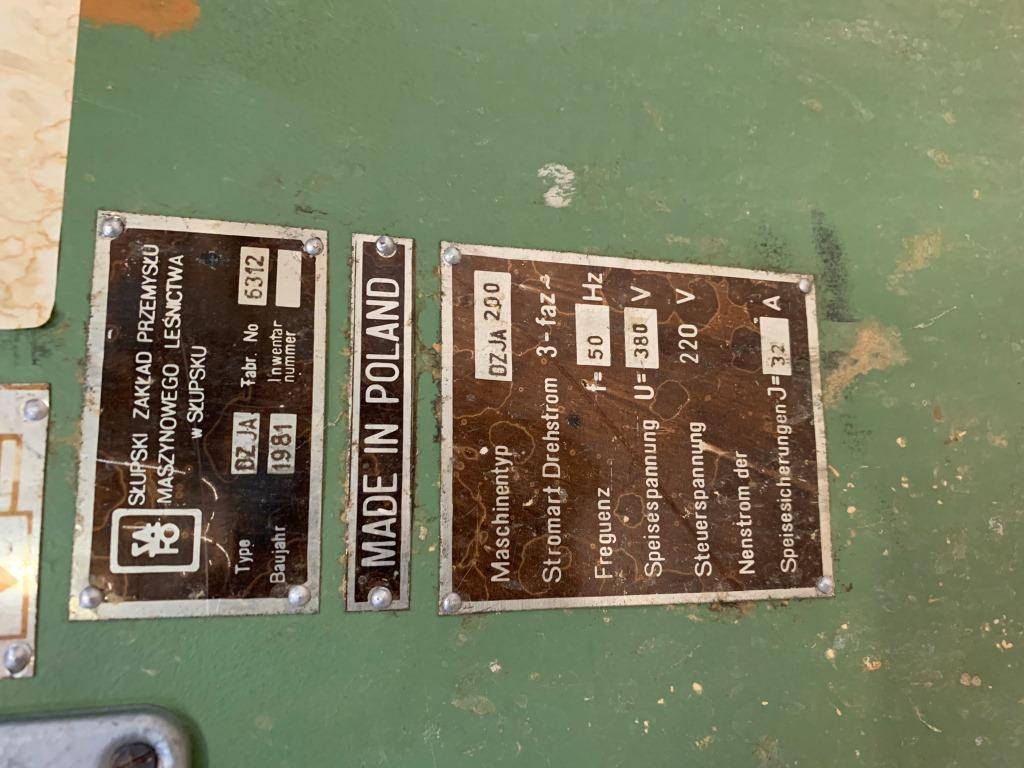 SŁUPSKI ZAKŁAD PRZEMYSŁU
MASZYNOWEGO LEŚNICTWA
w SŁUPSKU
FAMA
Type DZJA Fabr. No 6312
Baujahr 1981 Inwentar
nummer
MADE IN POLAND
Maschinentyp DZJA 200
Stromart Drehstrom 3-faz
Freguenz f= 50 Hz
Speisespannung U= 380 V
Steuerspannung 220 V
Nenstrom der
Speisesicherungen J= 32 A